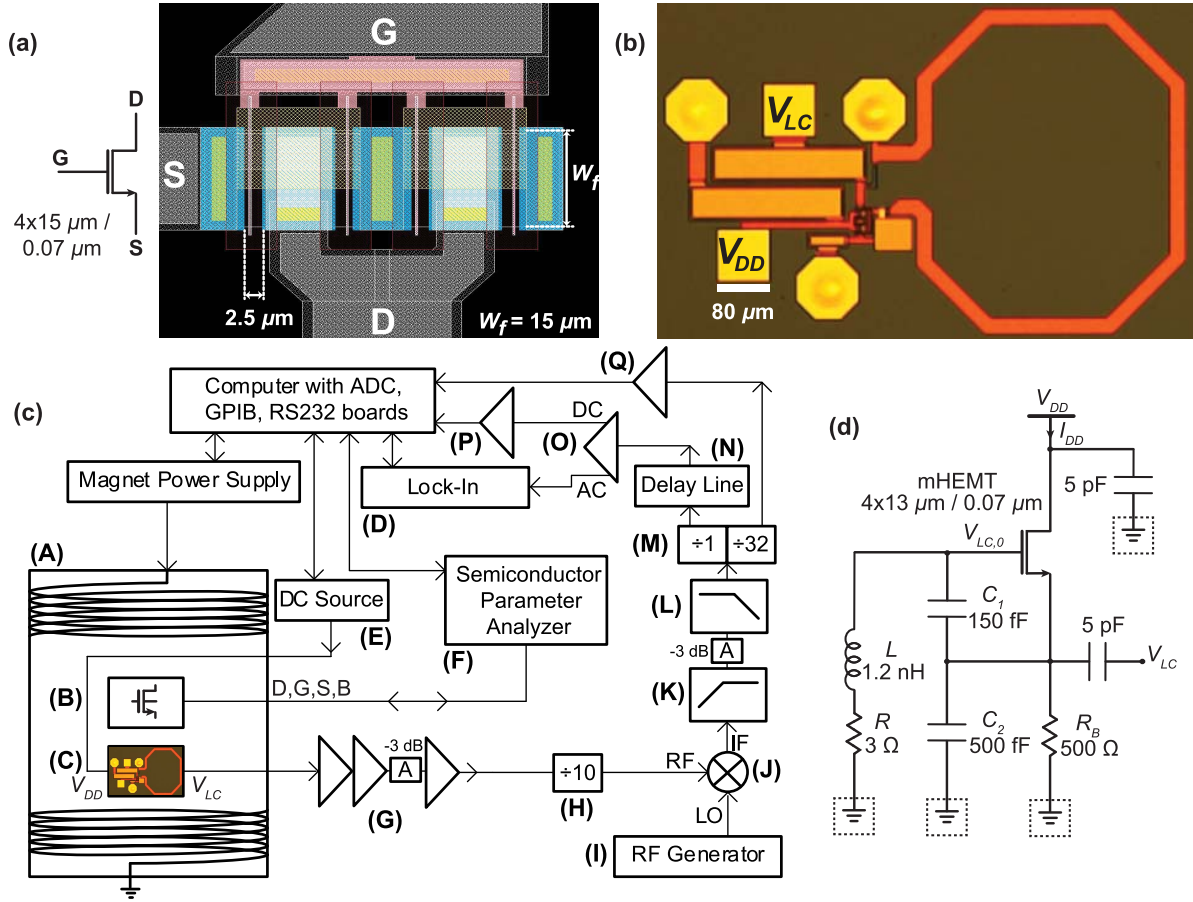 (a)
G
D
G
S
4x15 μm /
0.07 μm
S
W_f
2.5 μm
D
W_f = 15 μm
(b)
V_LC
V_DD
80 μm
(c)
Computer with ADC,
GPIB, RS232 boards
Magnet Power Supply
(Q)
(P)
DC
(O)
AC
Lock-In
(D)
(N)
Delay Line
(M)
÷1
÷32
(A)
DC Source
(E)
Semiconductor
Parameter
Analyzer
(F)
(L)
-3 dB
A
(K)
(B)
D,G,S,B
(C)
V_DD
V_LC
-3 dB
A
(G)
÷10
(H)
RF
IF
(J)
LO
(I)
RF Generator
(d)
V_DD
I_DD
5 pF
mHEMT
4x13 μm / 0.07 μm
V_LC,0
C_1
150 fF
5 pF
V_LC
L
1.2 nH
R
3 Ω
C_2
500 fF
R_B
500 Ω